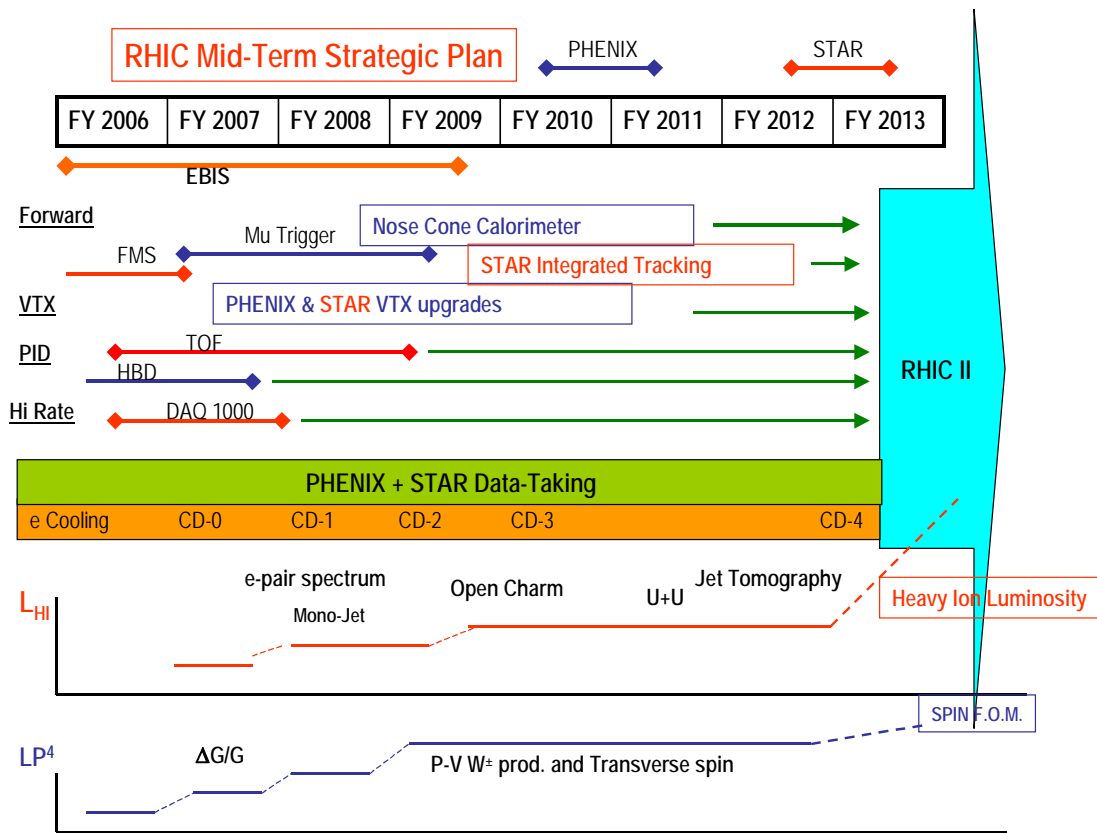 RHIC Mid-Term Strategic Plan
PHENIX
STAR
FY 2006 FY 2007 FY 2008 FY 2009 FY 2010 FY 2011 FY 2012 FY 2013
EBIS
Forward
Nose Cone Calorimeter
Mu Trigger
FMS
STAR Integrated Tracking
VTX
PHENIX & STAR VTX upgrades
PID
TOF
HBD
RHIC II
Hi Rate
DAQ 1000
PHENIX + STAR Data-Taking
e Cooling CD-0 CD-1 CD-2 CD-3 CD-4
e-pair spectrum
Open Charm
U+U
Jet Tomography
L_HI
Mono-Jet
Heavy Ion Luminosity
SPIN F.O.M.
LP⁴
ΔG/G
P-V W± prod. and Transverse spin